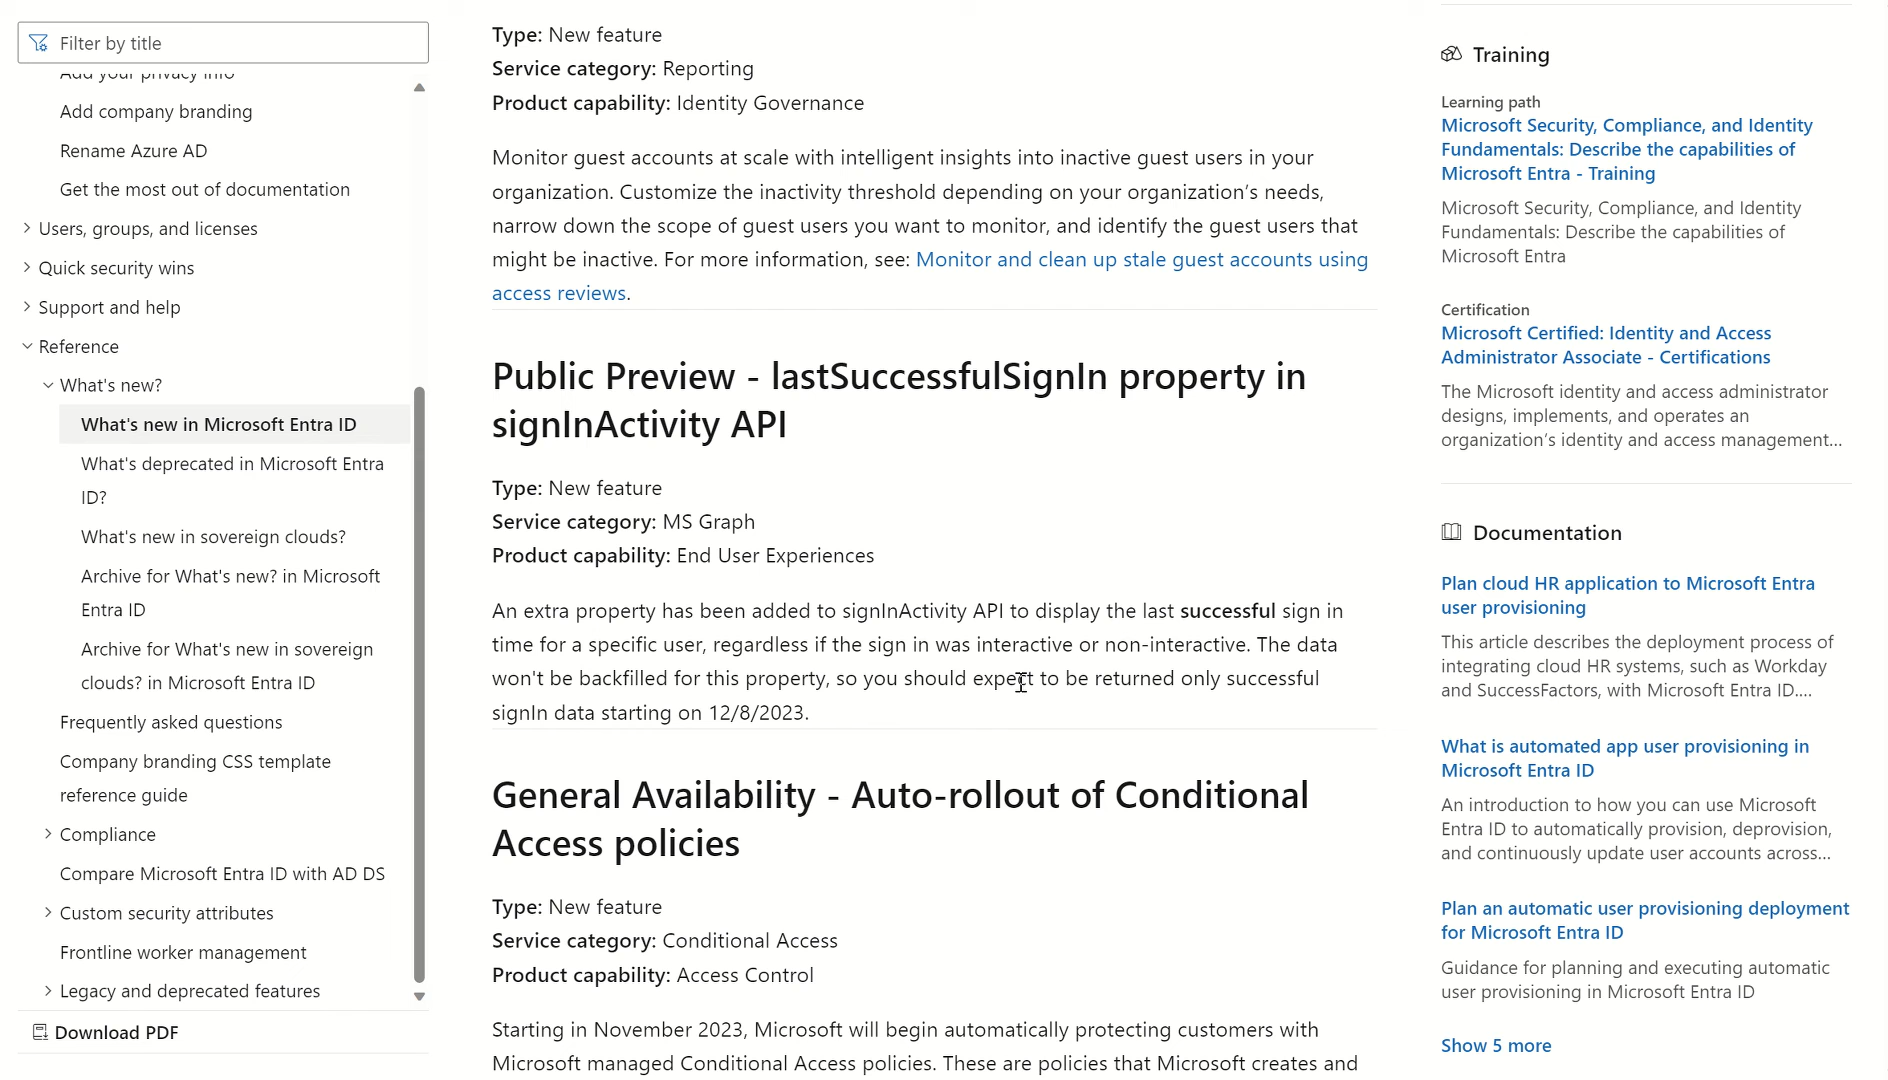 Filter by title
Add your privacy info
Add company branding
Rename Azure AD
Get the most out of documentation
Users, groups, and licenses
Quick security wins
Support and help
Reference
What's new?
What's new in Microsoft Entra ID
What's deprecated in Microsoft Entra
ID?
What's new in sovereign clouds?
Archive for What's new? in Microsoft
Entra ID
Archive for What's new in sovereign
clouds? in Microsoft Entra ID
Frequently asked questions
Company branding CSS template
reference guide
Compliance
Compare Microsoft Entra ID with AD DS
Custom security attributes
Frontline worker management
Legacy and deprecated features
Download PDF
Type: New feature
Service category: Reporting
Product capability: Identity Governance
Monitor guest accounts at scale with intelligent insights into inactive guest users in your
organization. Customize the inactivity threshold depending on your organization’s needs,
narrow down the scope of guest users you want to monitor, and identify the guest users that
might be inactive. For more information, see: Monitor and clean up stale guest accounts using
access reviews.
Public Preview - lastSuccessfulSignIn property in
signInActivity API
Type: New feature
Service category: MS Graph
Product capability: End User Experiences
An extra property has been added to signInActivity API to display the last successful sign in
time for a specific user, regardless if the sign in was interactive or non-interactive. The data
won't be backfilled for this property, so you should expect to be returned only successful
signIn data starting on 12/8/2023.
General Availability - Auto-rollout of Conditional
Access policies
Type: New feature
Service category: Conditional Access
Product capability: Access Control
Starting in November 2023, Microsoft will begin automatically protecting customers with
Microsoft managed Conditional Access policies. These are policies that Microsoft creates and
Training
Learning path
Microsoft Security, Compliance, and Identity
Fundamentals: Describe the capabilities of
Microsoft Entra - Training
Microsoft Security, Compliance, and Identity
Fundamentals: Describe the capabilities of
Microsoft Entra
Certification
Microsoft Certified: Identity and Access
Administrator Associate - Certifications
The Microsoft identity and access administrator
designs, implements, and operates an
organization’s identity and access management...
Documentation
Plan cloud HR application to Microsoft Entra
user provisioning
This article describes the deployment process of
integrating cloud HR systems, such as Workday
and SuccessFactors, with Microsoft Entra ID....
What is automated app user provisioning in
Microsoft Entra ID
An introduction to how you can use Microsoft
Entra ID to automatically provision, deprovision,
and continuously update user accounts across...
Plan an automatic user provisioning deployment
for Microsoft Entra ID
Guidance for planning and executing automatic
user provisioning in Microsoft Entra ID
Show 5 more